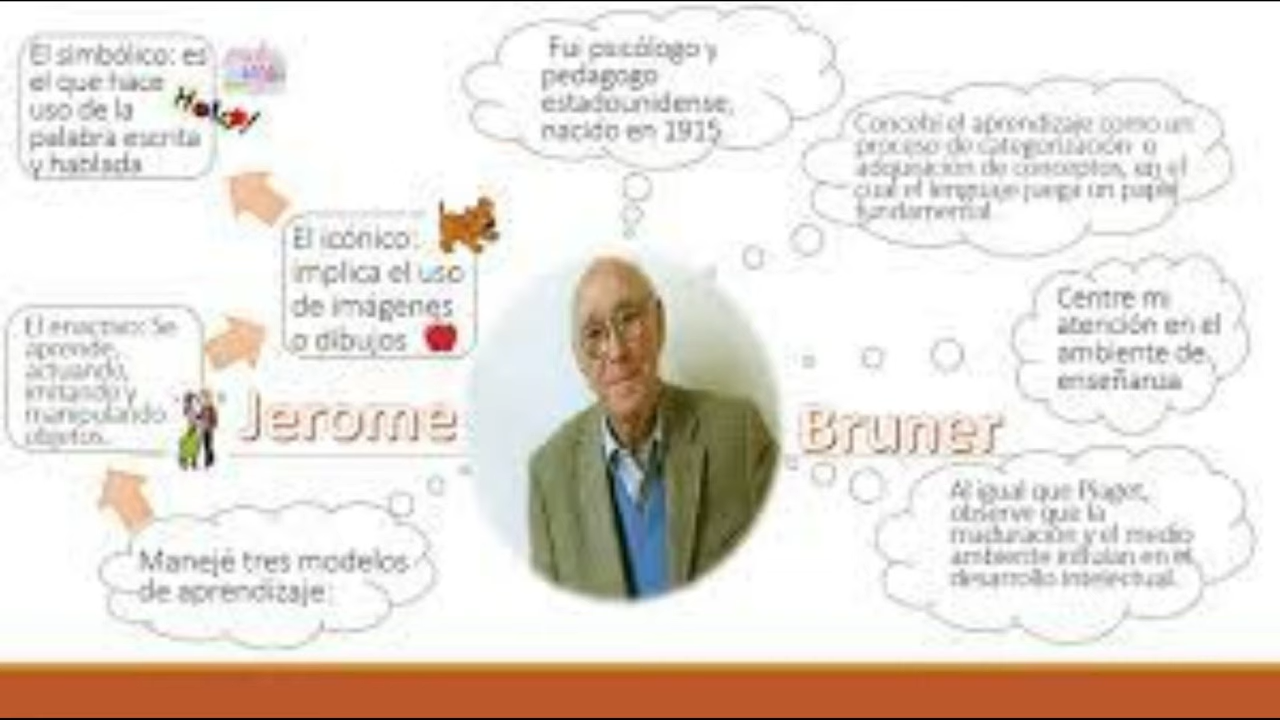 El simbólico: es
el que hace
uso de la
palabra escrita
y hablada
Hola!
Fui psicólogo y
pedagogo
estadounidense,
nacido en 1915
Concebí el aprendizaje como un
proceso de categorización o
adquisición de conceptos, en el
cual el lenguaje juega un papel
fundamental
El icónico:
implica el uso
de imágenes
o dibujos
Centre mi
atención en el
ambiente de
enseñanza
El enactivo: Se
aprende,
actuando,
imitando y
manipulando
objetos.
Jerome Bruner
Al igual que Piaget,
observe que la
maduración y el medio
ambiente influían en el
desarrollo intelectual.
Manejé tres modelos
de aprendizaje: